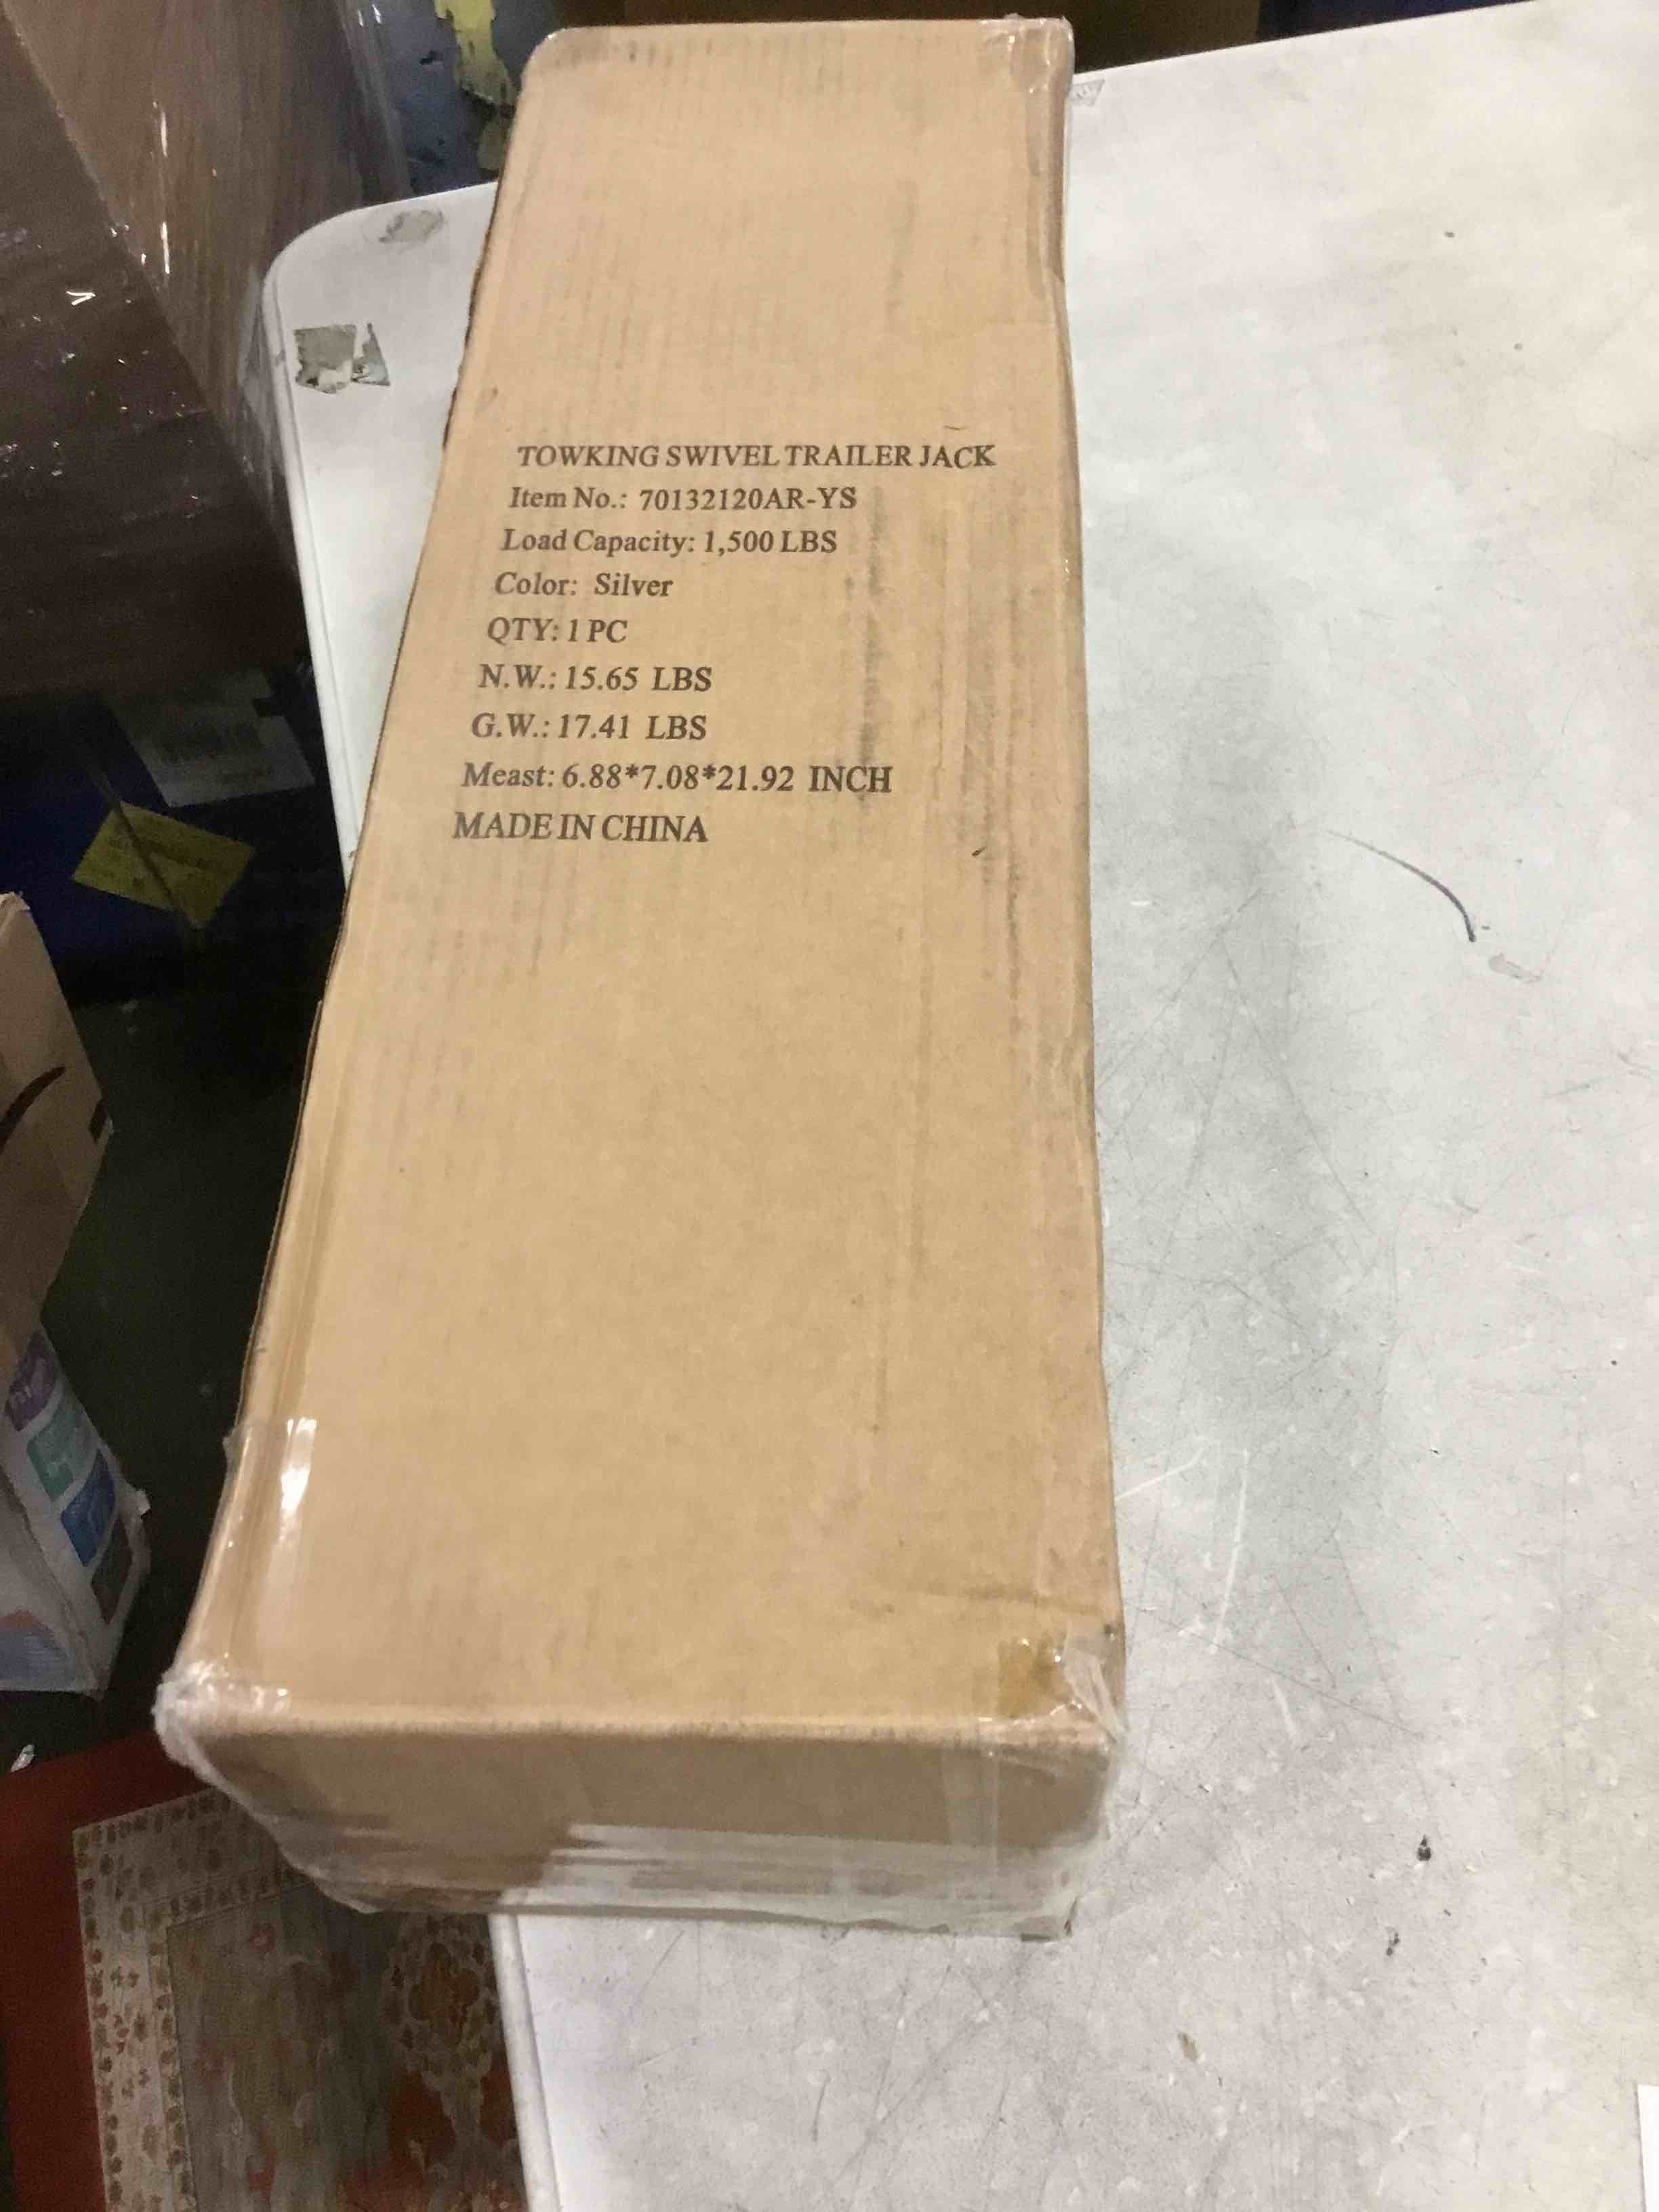 TOWKING SWIVEL TRAILER JACK
Item No.: 70132120AR-YS
Load Capacity: 1,500 LBS
Color: Silver
QTY: 1 PC
N.W.: 15.65 LBS
G.W.: 17.41 LBS
Meast: 6.88*7.08*21.92 INCH
MADE IN CHINA